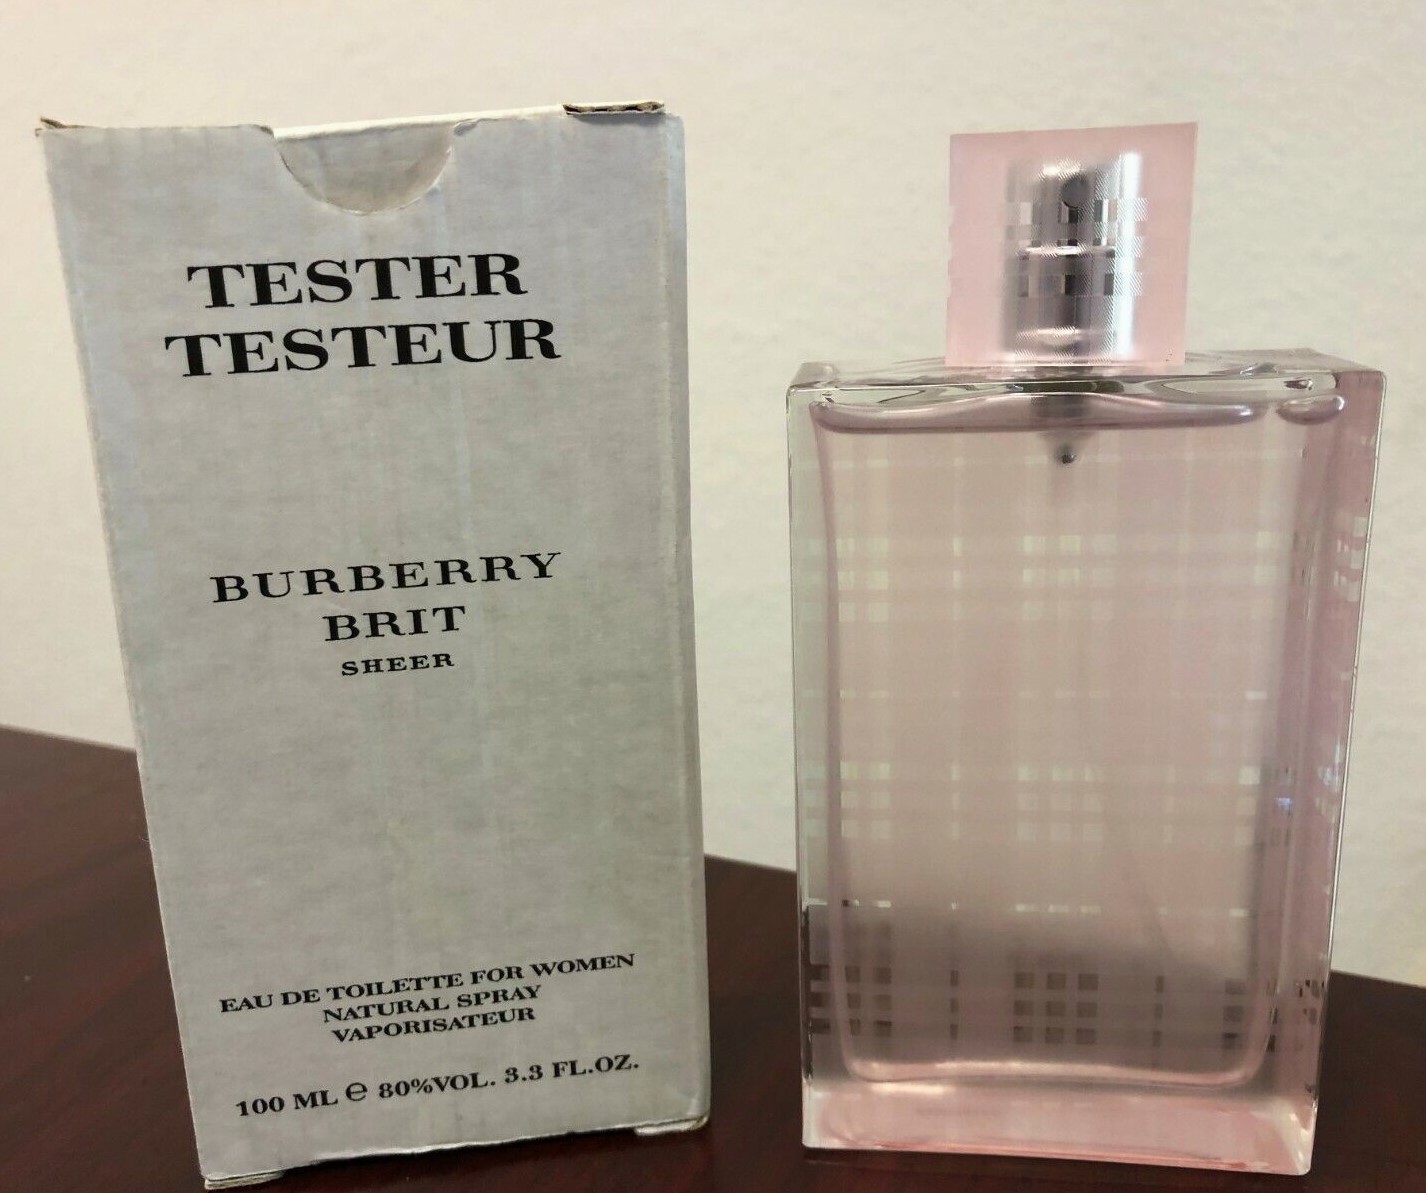 TESTER
TESTEUR
BURBERRY
BRIT
SHEER
EAU DE TOILETTE FOR WOMEN
NATURAL SPRAY
VAPORISATEUR
100 ML ℮ 80%VOL. 3.3 FL.OZ.